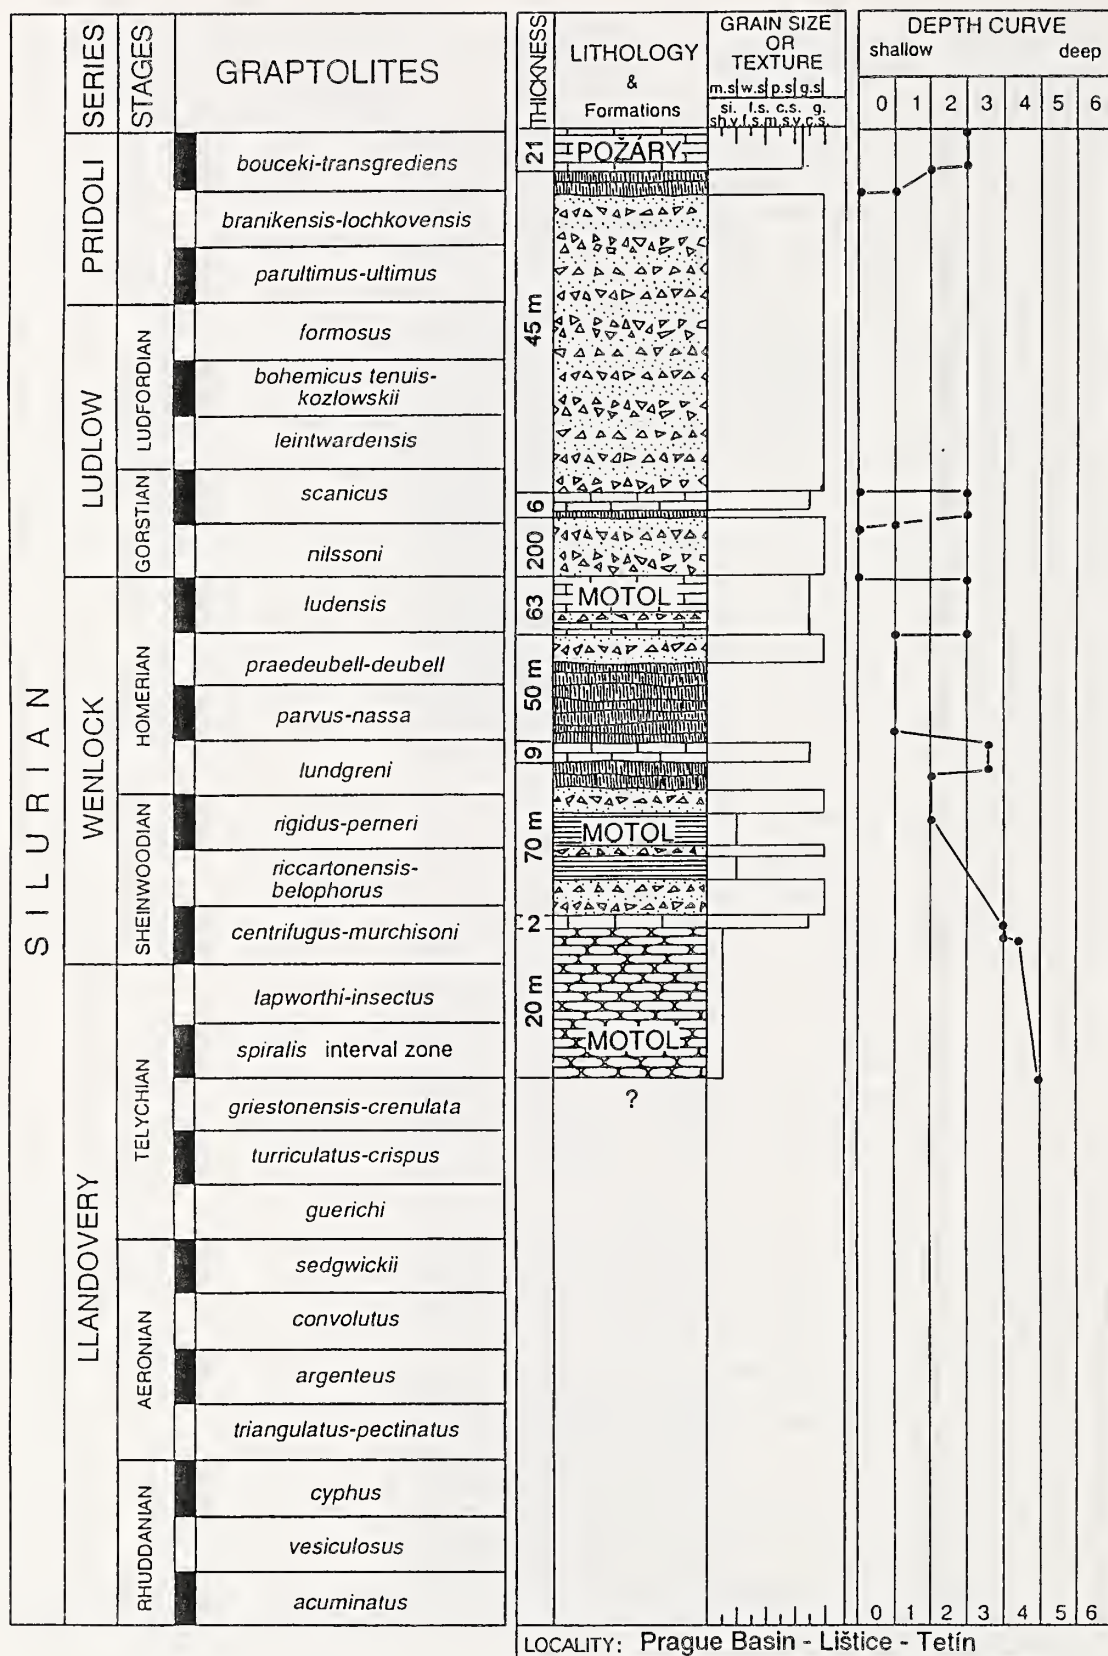 SERIES
STAGES
GRAPTOLITES
THICKNESS
LITHOLOGY
&
Formations
GRAIN SIZE
OR
TEXTURE
m.s w.s p.s g.s
si. f.s. c.s. g.
sh.v.f.s.m.s.v.c.s.
DEPTH CURVE
shallow deep
0 1 2 3 4 5 6
SILURIAN
PRIDOLI
LUDLOW
WENLOCK
LLANDOVERY
LUDFORDIAN
GORSTIAN
HOMERIAN
SHEINWOODIAN
TELYCHIAN
AERONIAN
RHUDDANIAN
bouceki-transgrediens
branikensis-lochkovensis
parultimus-ultimus
formosus
bohemicus tenuis-
kozlowskii
leintwardensis
scanicus
nilssoni
ludensis
praedeubell-deubell
parvus-nassa
lundgreni
rigidus-perneri
riccartonensis-
belophorus
centrifugus-murchisoni
lapworthi-insectus
spiralis interval zone
griestonensis-crenulata
turriculatus-crispus
guerichi
sedgwickii
convolutus
argenteus
triangulatus-pectinatus
cyphus
vesiculosus
acuminatus
21
45 m
6
200
63
50 m
9
70 m
2
20 m
POŽÁRY
MOTOL
MOTOL
MOTOL
?
0 1 2 3 4 5 6
LOCALITY: Prague Basin - Lištice - Tetín